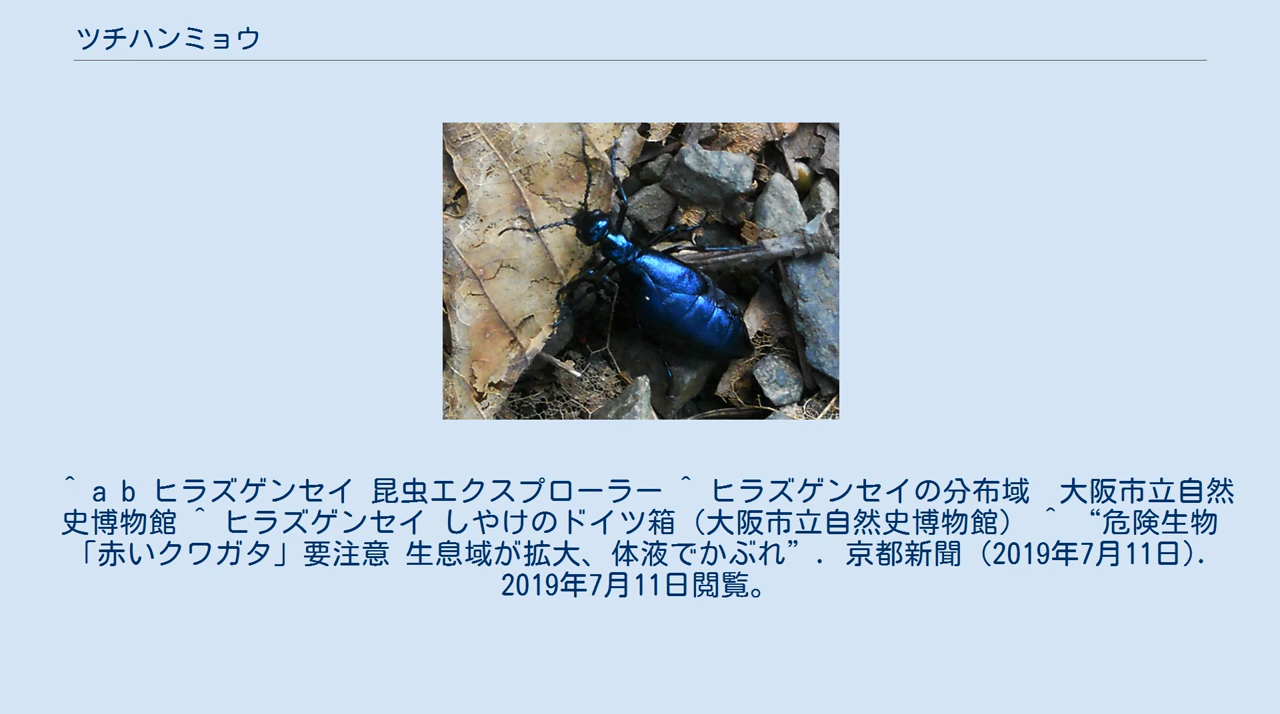 ツチハンミョウ
^ a b ヒラズゲンセイ 昆虫エクスプローラー ^ ヒラズゲンセイの分布域　大阪市立自然
史博物館 ^ ヒラズゲンセイ しやけのドイツ箱（大阪市立自然史博物館） ^ “危険生物
「赤いクワガタ」要注意 生息域が拡大、体液でかぶれ”. 京都新聞 (2019年7月11日).
2019年7月11日閲覧。